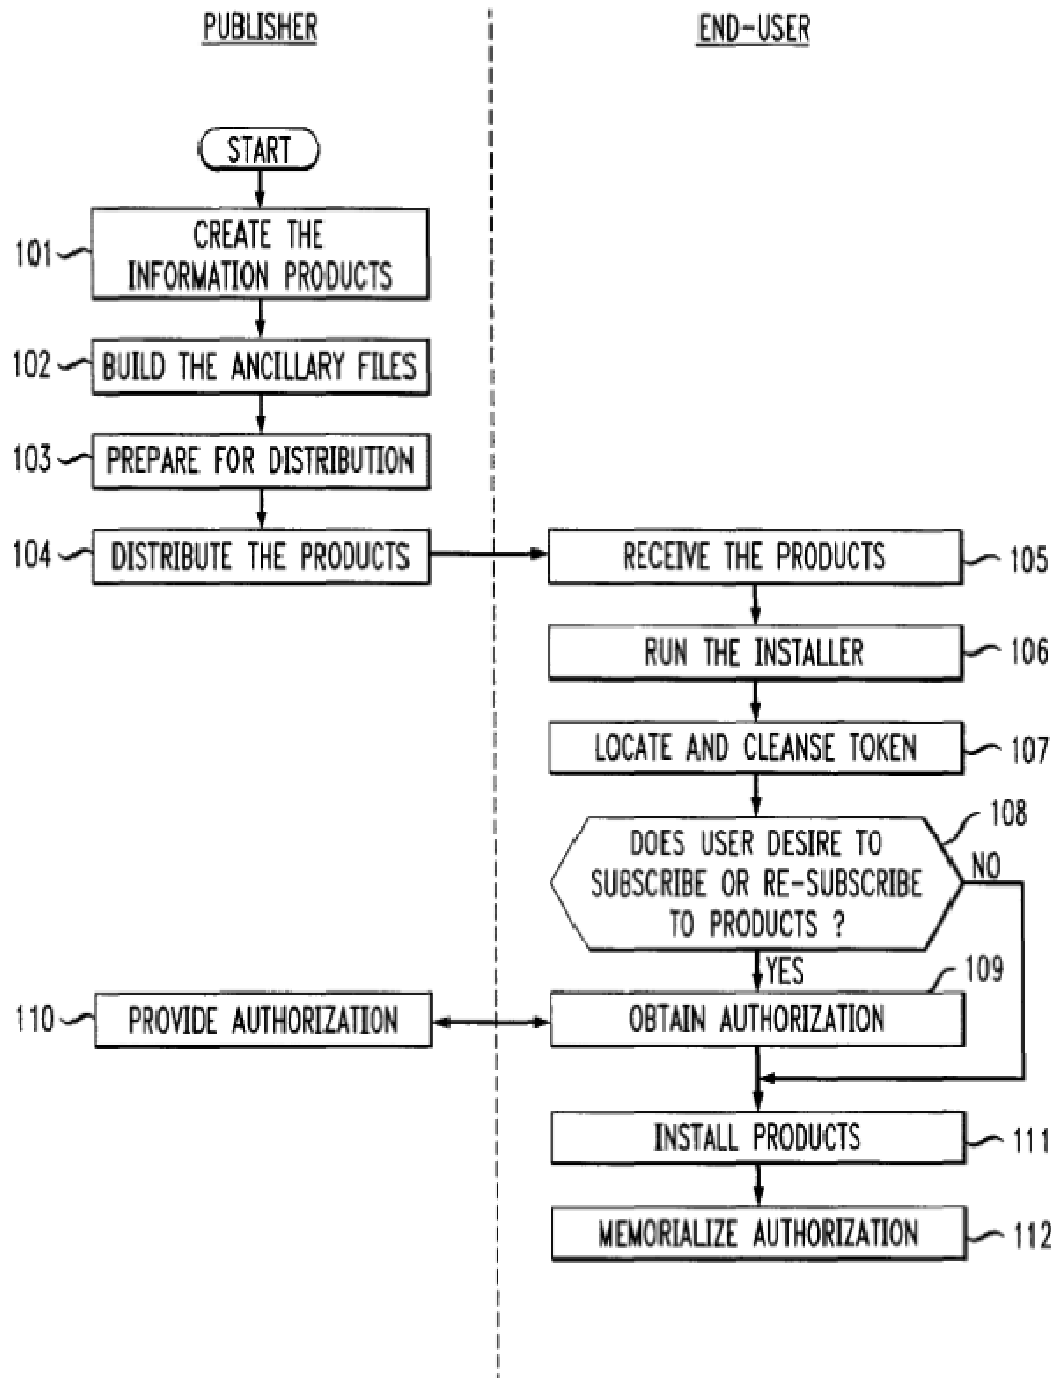 PUBLISHER
END-USER
START
101
CREATE THE
INFORMATION PRODUCTS
102
BUILD THE ANCILLARY FILES
103
PREPARE FOR DISTRIBUTION
104
DISTRIBUTE THE PRODUCTS
RECEIVE THE PRODUCTS
105
RUN THE INSTALLER
106
LOCATE AND CLEANSE TOKEN
107
108
DOES USER DESIRE TO
SUBSCRIBE OR RE-SUBSCRIBE
TO PRODUCTS ?
NO
YES
109
110
PROVIDE AUTHORIZATION
OBTAIN AUTHORIZATION
INSTALL PRODUCTS
111
MEMORIALIZE AUTHORIZATION
112